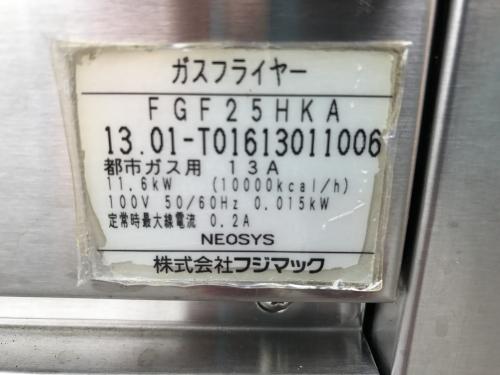 ガスフライヤー
FGF25HKA
13.01-T01613011006
都市ガス用 13A
11.6kW (10000kcal/h)
100V 50/60Hz 0.015kW
定常時最大線電流 0.2A
NEOSYS
株式会社フジマック